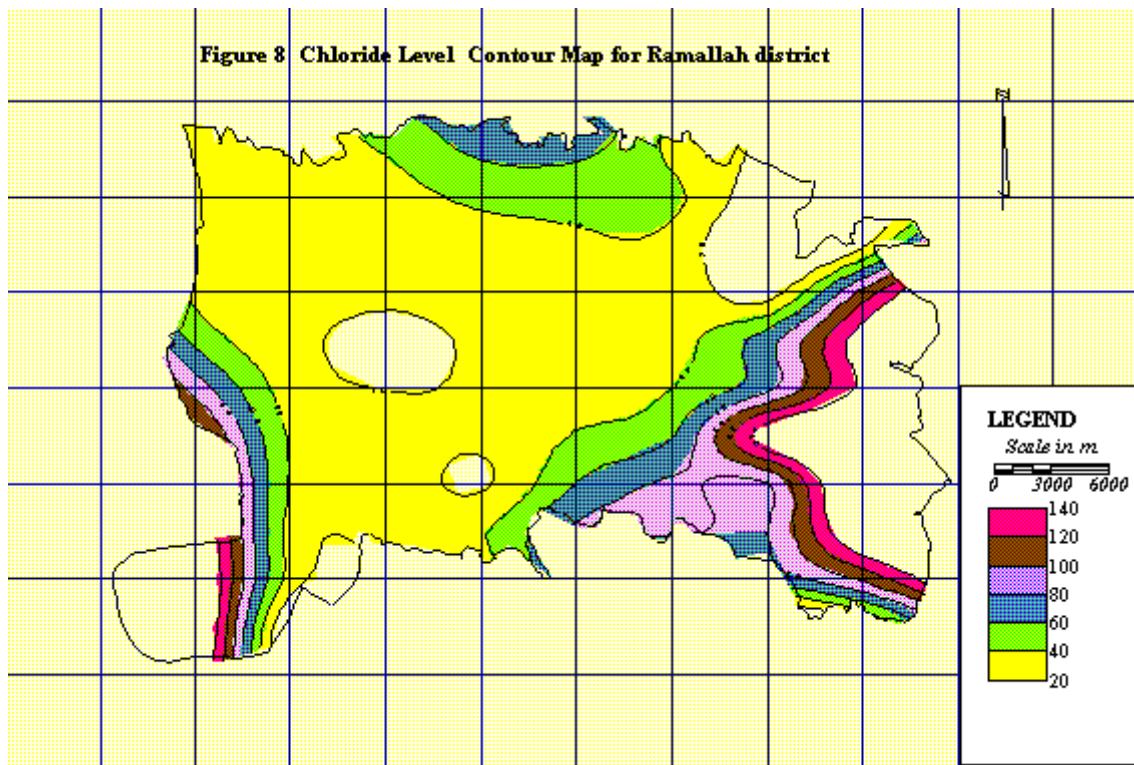 Figure 8 Chloride Level Contour Map for Ramallah district
N
LEGEND
Scale in m
0 3000 6000
140
120
100
80
60
40
20